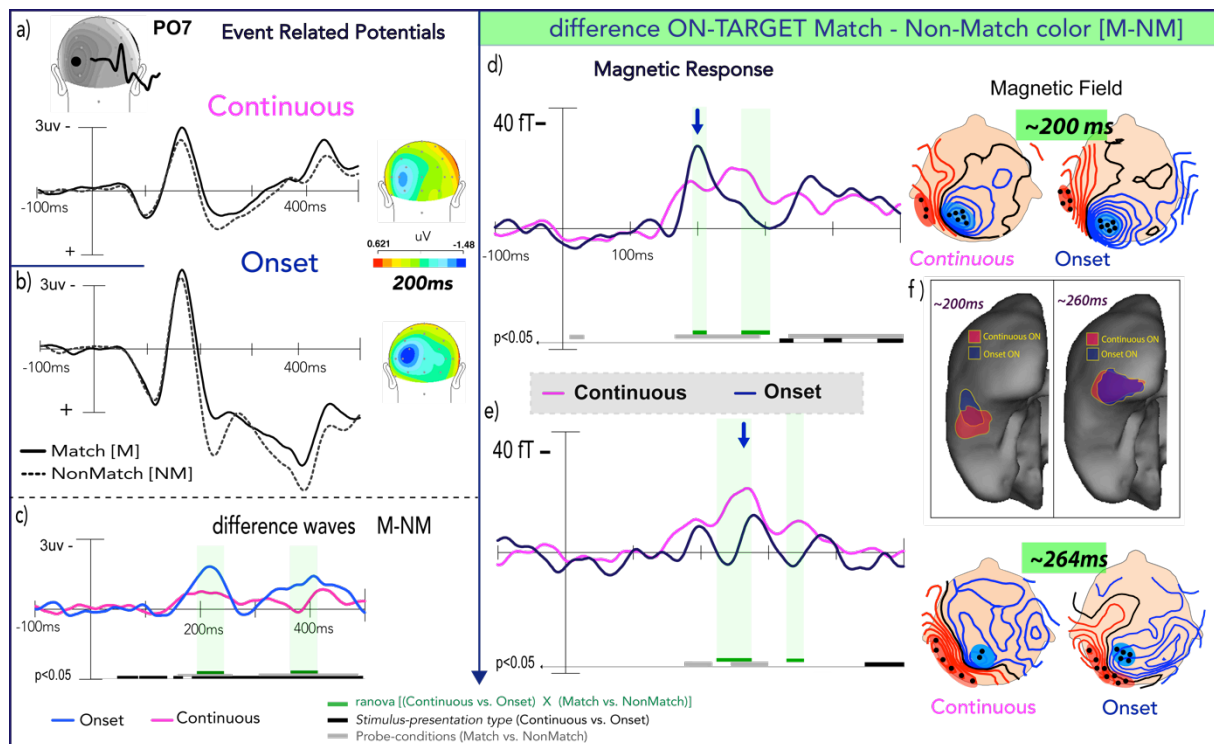 a)
PO7
Event Related Potentials
Continuous
3uv -
-100ms
400ms
+
0.621
uV
-1.48
200ms
Onset
b)
3uv -
-100ms
400ms
+
Match [M]
NonMatch [NM]
c)
difference waves M-NM
3uv -
-100ms
200ms
400ms
p<0.05
Onset
Continuous
ranova [(Continuous vs. Onset) X (Match vs. NonMatch)]
Stimulus-presentation type (Continuous vs. Onset)
Probe-conditions (Match vs. NonMatch)
difference ON-TARGET Match - Non-Match color [M-NM]
d)
Magnetic Response
40 fT–
-100ms
100ms
p<0.05
Continuous
Onset
e)
40 fT
p<0.05
Magnetic Field
~200 ms
Continuous
Onset
f)
~200ms
~260ms
Continuous ON
Onset ON
Continuous ON
Onset ON
~264ms
Continuous
Onset